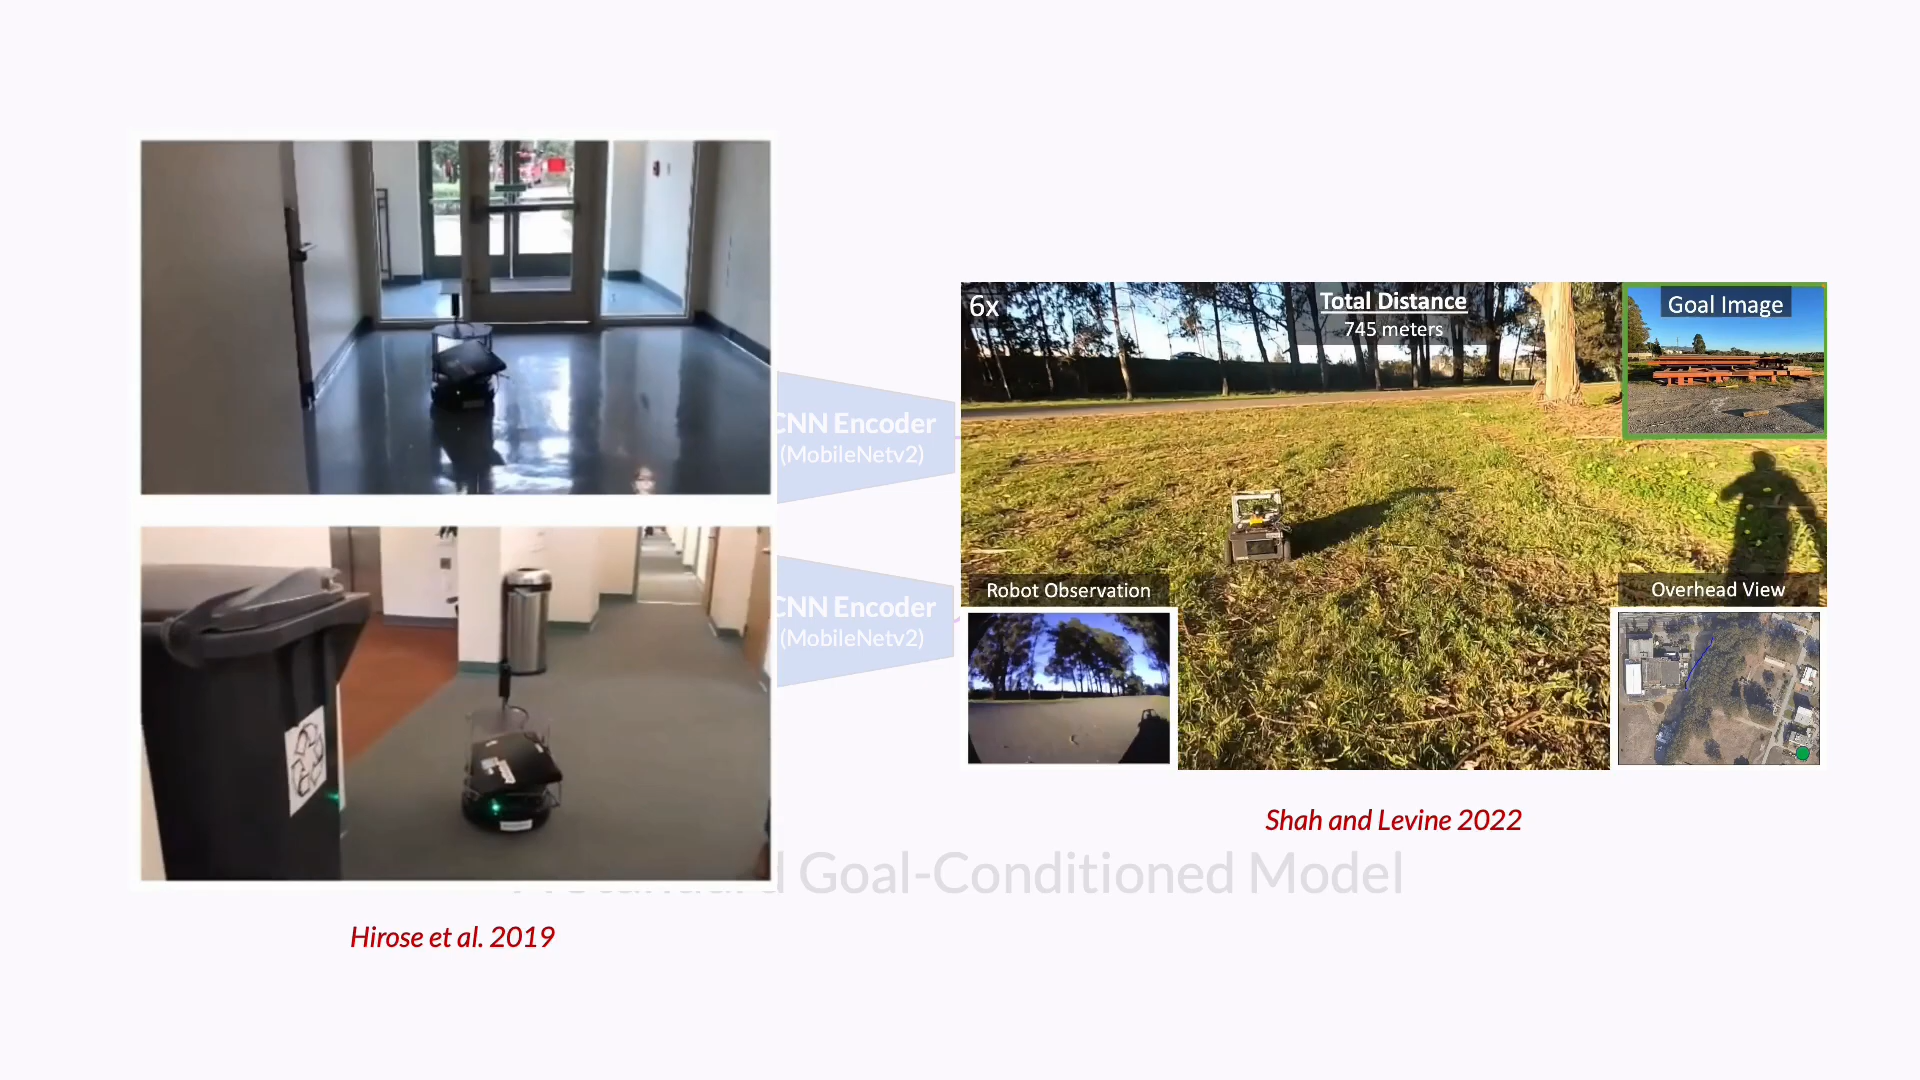 CNN Encoder
(MobileNetv2)
CNN Encoder
(MobileNetv2)
6x
Total Distance
745 meters
Goal Image
Robot Observation
Overhead View
Shah and Levine 2022
Goal-Conditioned Model
Hirose et al. 2019